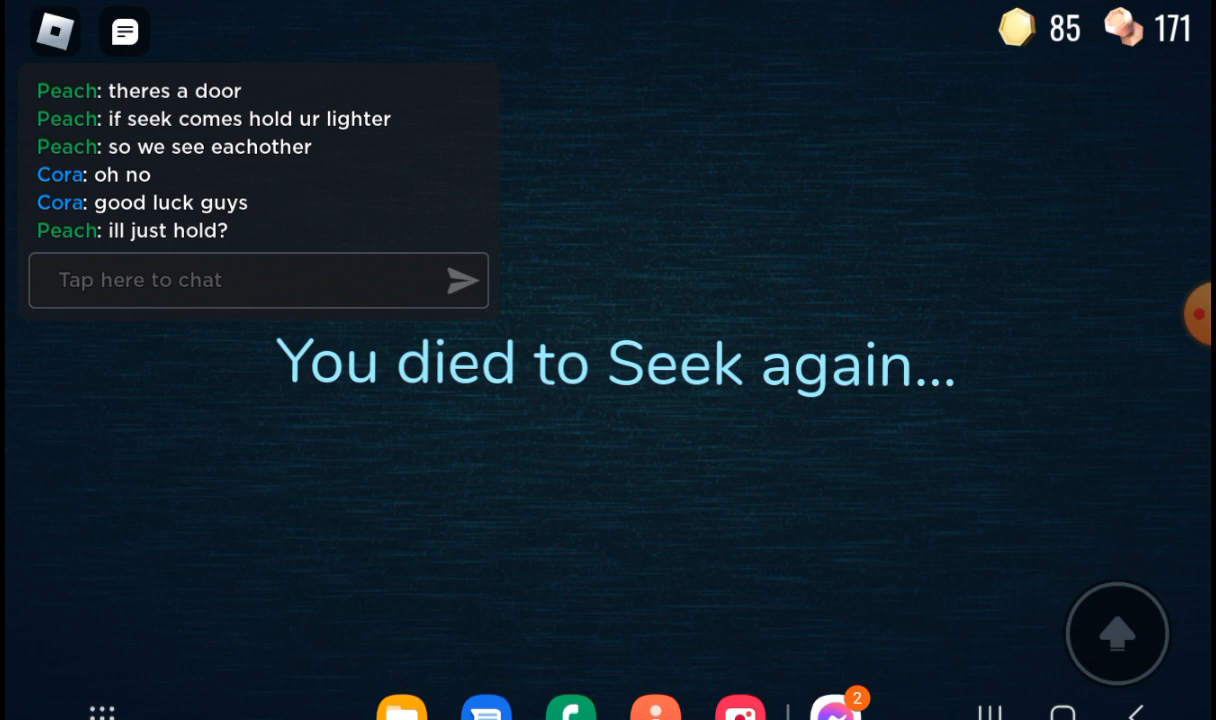 85 171
Peach: theres a door
Peach: if seek comes hold ur lighter
Peach: so we see eachother
Cora: oh no
Cora: good luck guys
Peach: ill just hold?
Tap here to chat
You died to Seek again...
2